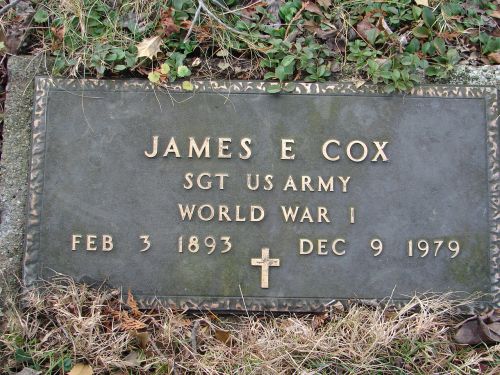 JAMES E COX
SGT US ARMY
WORLD WAR I
FEB 3 1893 DEC 9 1979